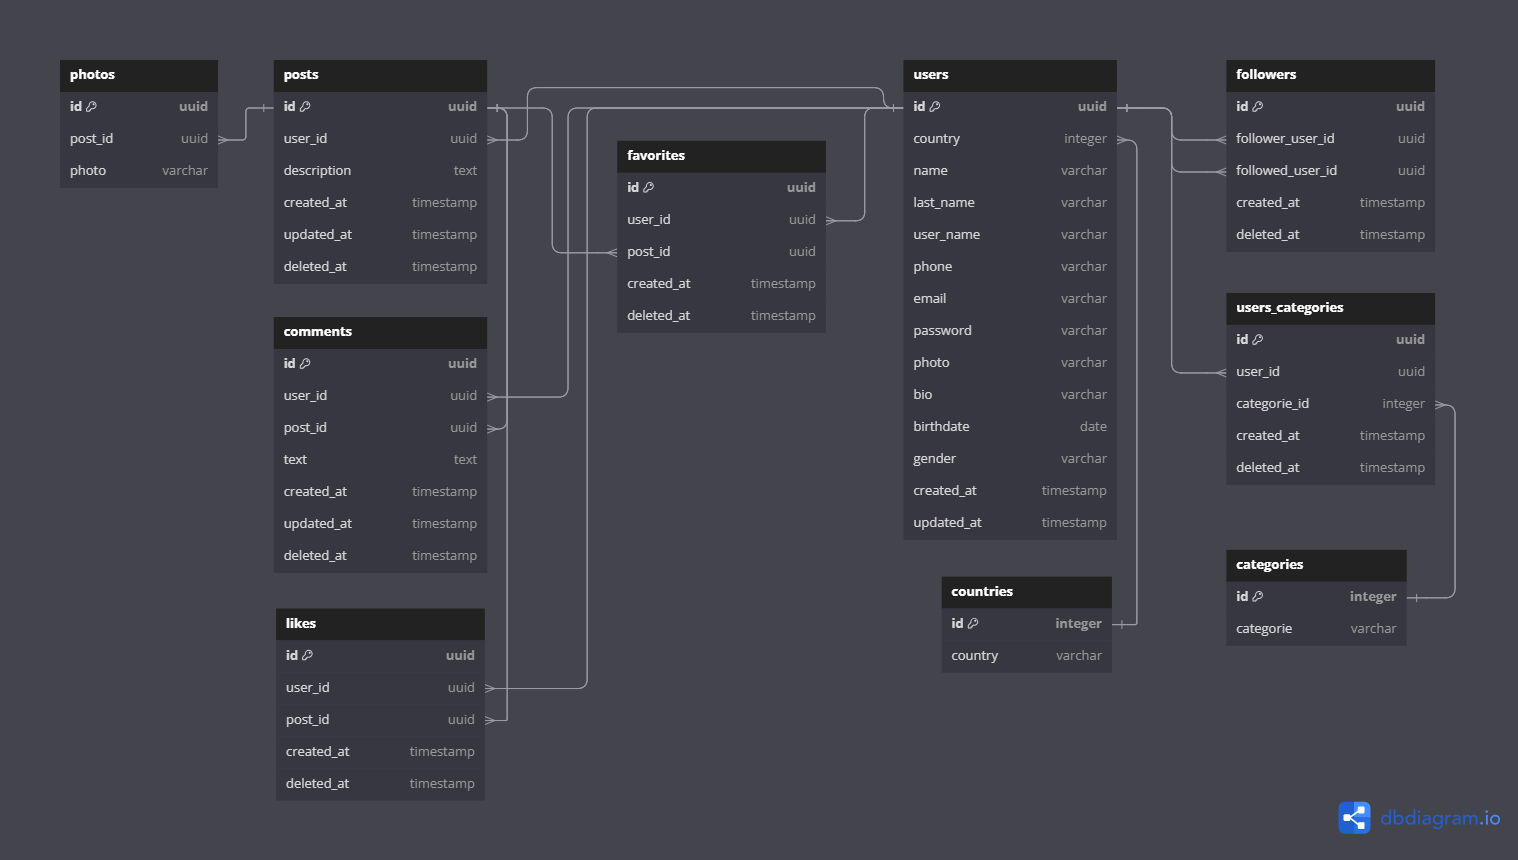 photos
id uuid
post_id uuid
photo varchar
posts
id uuid
user_id uuid
description text
created_at timestamp
updated_at timestamp
deleted_at timestamp
comments
id uuid
user_id uuid
post_id uuid
text text
created_at timestamp
updated_at timestamp
deleted_at timestamp
likes
id uuid
user_id uuid
post_id uuid
created_at timestamp
deleted_at timestamp
favorites
id uuid
user_id uuid
post_id uuid
created_at timestamp
deleted_at timestamp
users
id uuid
country integer
name varchar
last_name varchar
user_name varchar
phone varchar
email varchar
password varchar
photo varchar
bio varchar
birthdate date
gender varchar
created_at timestamp
updated_at timestamp
countries
id integer
country varchar
followers
id uuid
follower_user_id uuid
followed_user_id uuid
created_at timestamp
deleted_at timestamp
users_categories
id uuid
user_id uuid
categorie_id integer
created_at timestamp
deleted_at timestamp
categories
id integer
categorie varchar
dbdiagram.io